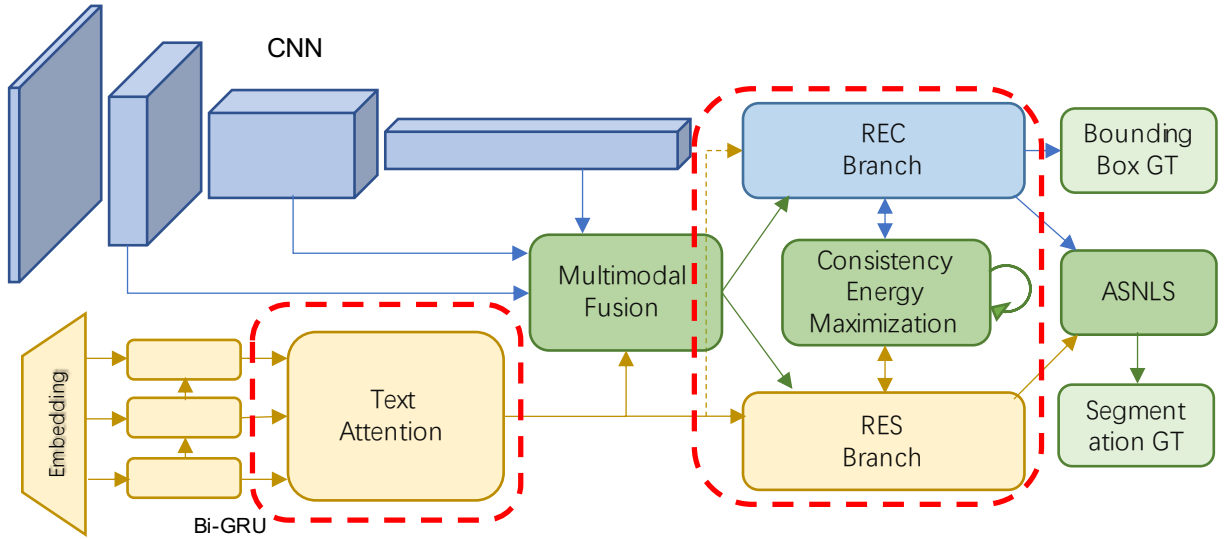 CNN
REC
Branch
Bounding
Box GT
Multimodal
Fusion
Consistency
Energy
Maximization
ASNLS
Embedding
Text
Attention
RES
Branch
Segment
ation GT
Bi-GRU